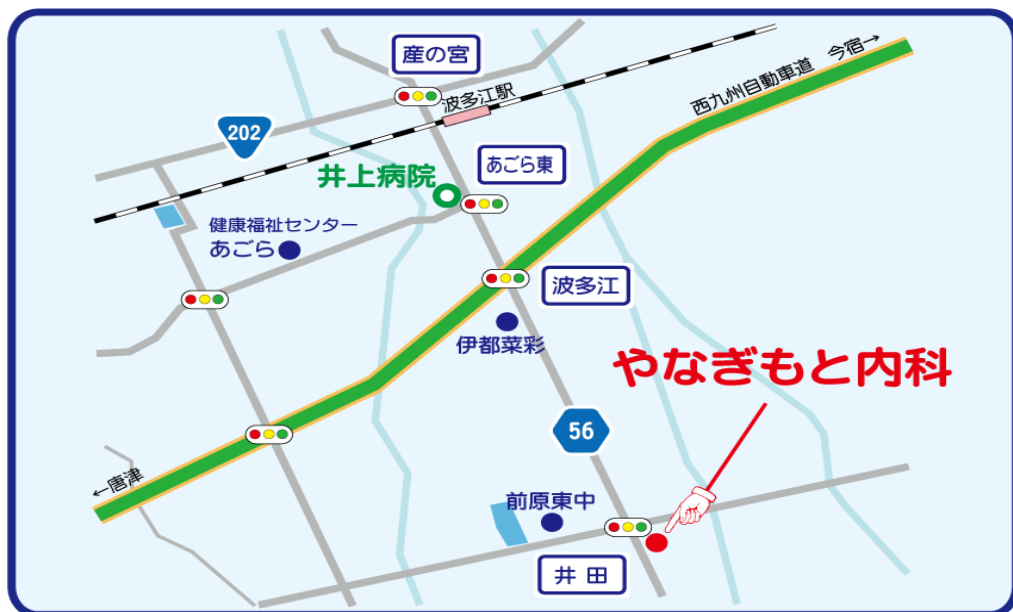 産の宮
今宿→
西九州自動車道
波多江駅
202
あごら東
井上病院
健康福祉センター
あごら
波多江
伊都菜彩
やなぎもと内科
56
←唐津
前原東中
井田